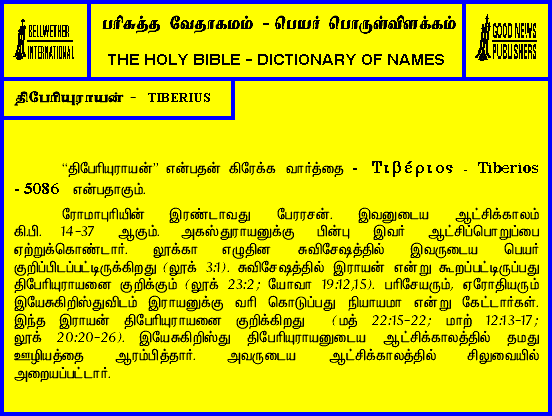 BELLWETHER
INTERNATIONAL
பரிசுத்த வேதாகமம் - பெயர் பொருள்விளக்கம்
THE HOLY BIBLE - DICTIONARY OF NAMES
GOOD NEWS
PUBLISHERS
திபேரியுராயன் - TIBERIUS
“திபேரியுராயன்” என்பதன் கிரேக்க வார்த்தை - Τιβέριος - Tiberios
- 5086 என்பதாகும்.
ரோமாபுரியின் இரண்டாவது பேரரசன். இவனுடைய ஆட்சிக்காலம்
கி.பி. 14-37 ஆகும். அகஸ்துராயனுக்கு பின்பு இவர் ஆட்சிப்பொறுப்பை
ஏற்றுக்கொண்டார். லூக்கா எழுதின சுவிசேஷத்தில் இவருடைய பெயர்
குறிப்பிடப்பட்டிருக்கிறது (லூக் 3:1). சுவிசேஷத்தில் இராயன் என்று கூறப்பட்டிருப்பது
திபேரியுராயனை குறிக்கும் (லூக் 23:2; யோவா 19:12,15). பரிசேயரும், ஏரோதியரும்
இயேசுகிறிஸ்துவிடம் இராயனுக்கு வரி கொடுப்பது நியாயமா என்று கேட்டார்கள்.
இந்த இராயன் திபேரியுராயனை குறிக்கிறது (மத் 22:15-22; மாற் 12:13-17;
லூக் 20:20-26). இயேசுகிறிஸ்து திபேரியுராயனுடைய ஆட்சிக்காலத்தில் தமது
ஊழியத்தை ஆரம்பித்தார். அவருடைய ஆட்சிக்காலத்தில் சிலுவையில்
அறையப்பட்டார்.